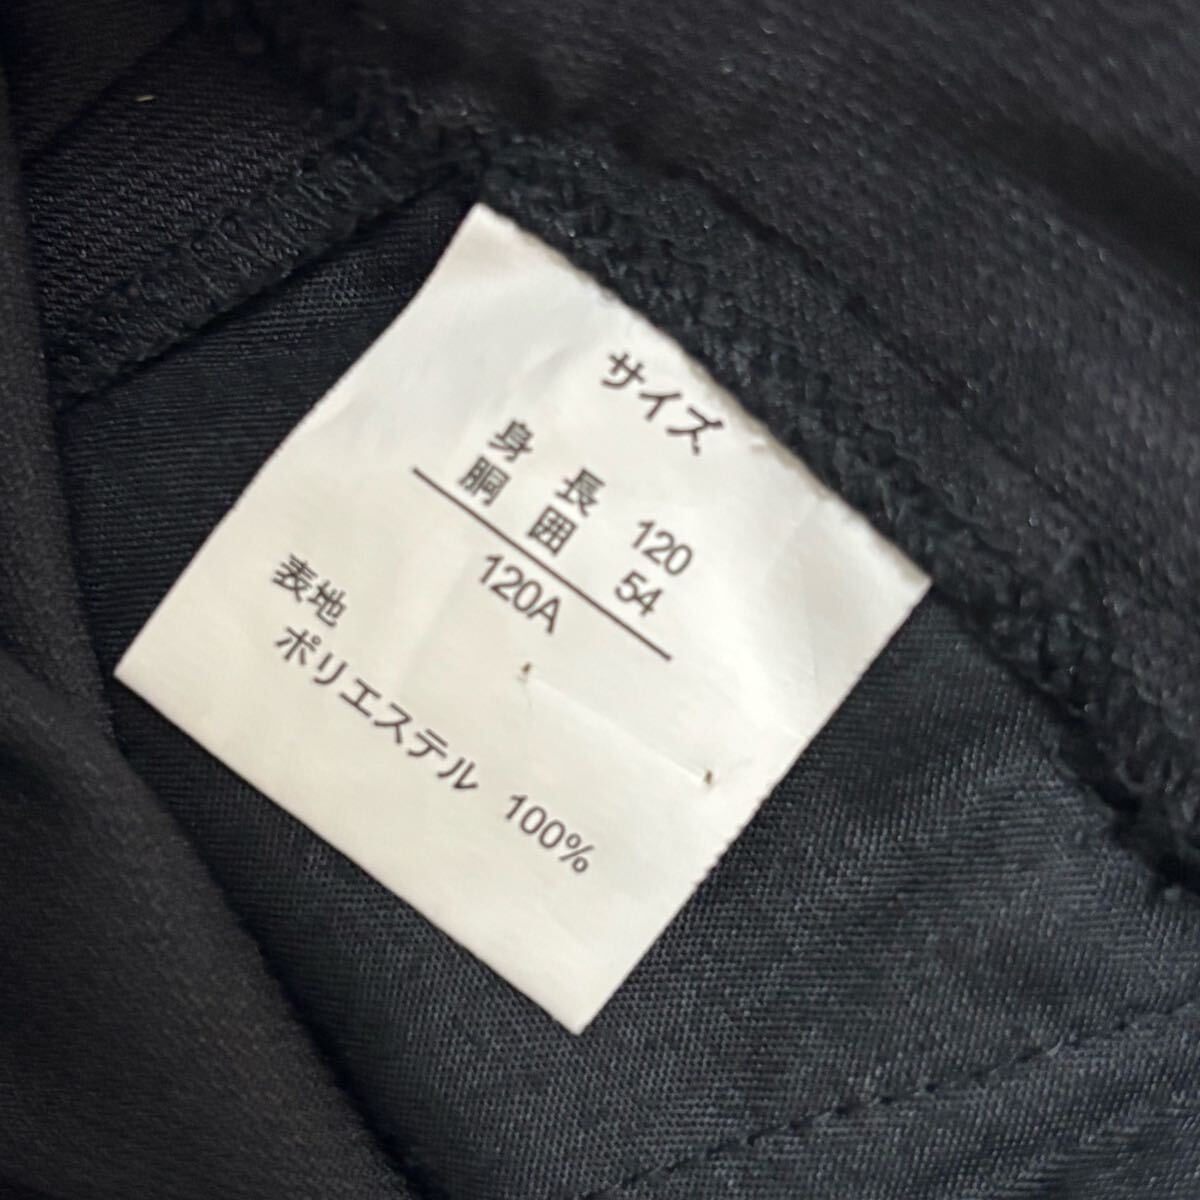 サイズ
身長 120
胴囲 54
120A
表地
ポリエステル 100%